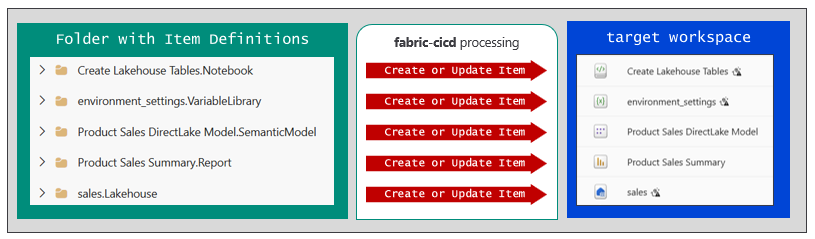 Folder with Item Definitions
Create Lakehouse Tables.Notebook
environment_settings.VariableLibrary
Product Sales DirectLake Model.SemanticModel
Product Sales Summary.Report
sales.Lakehouse
fabric-cicd processing
Create or Update Item
Create or Update Item
Create or Update Item
Create or Update Item
Create or Update Item
target workspace
Create Lakehouse Tables
environment_settings
Product Sales DirectLake Model
Product Sales Summary
sales